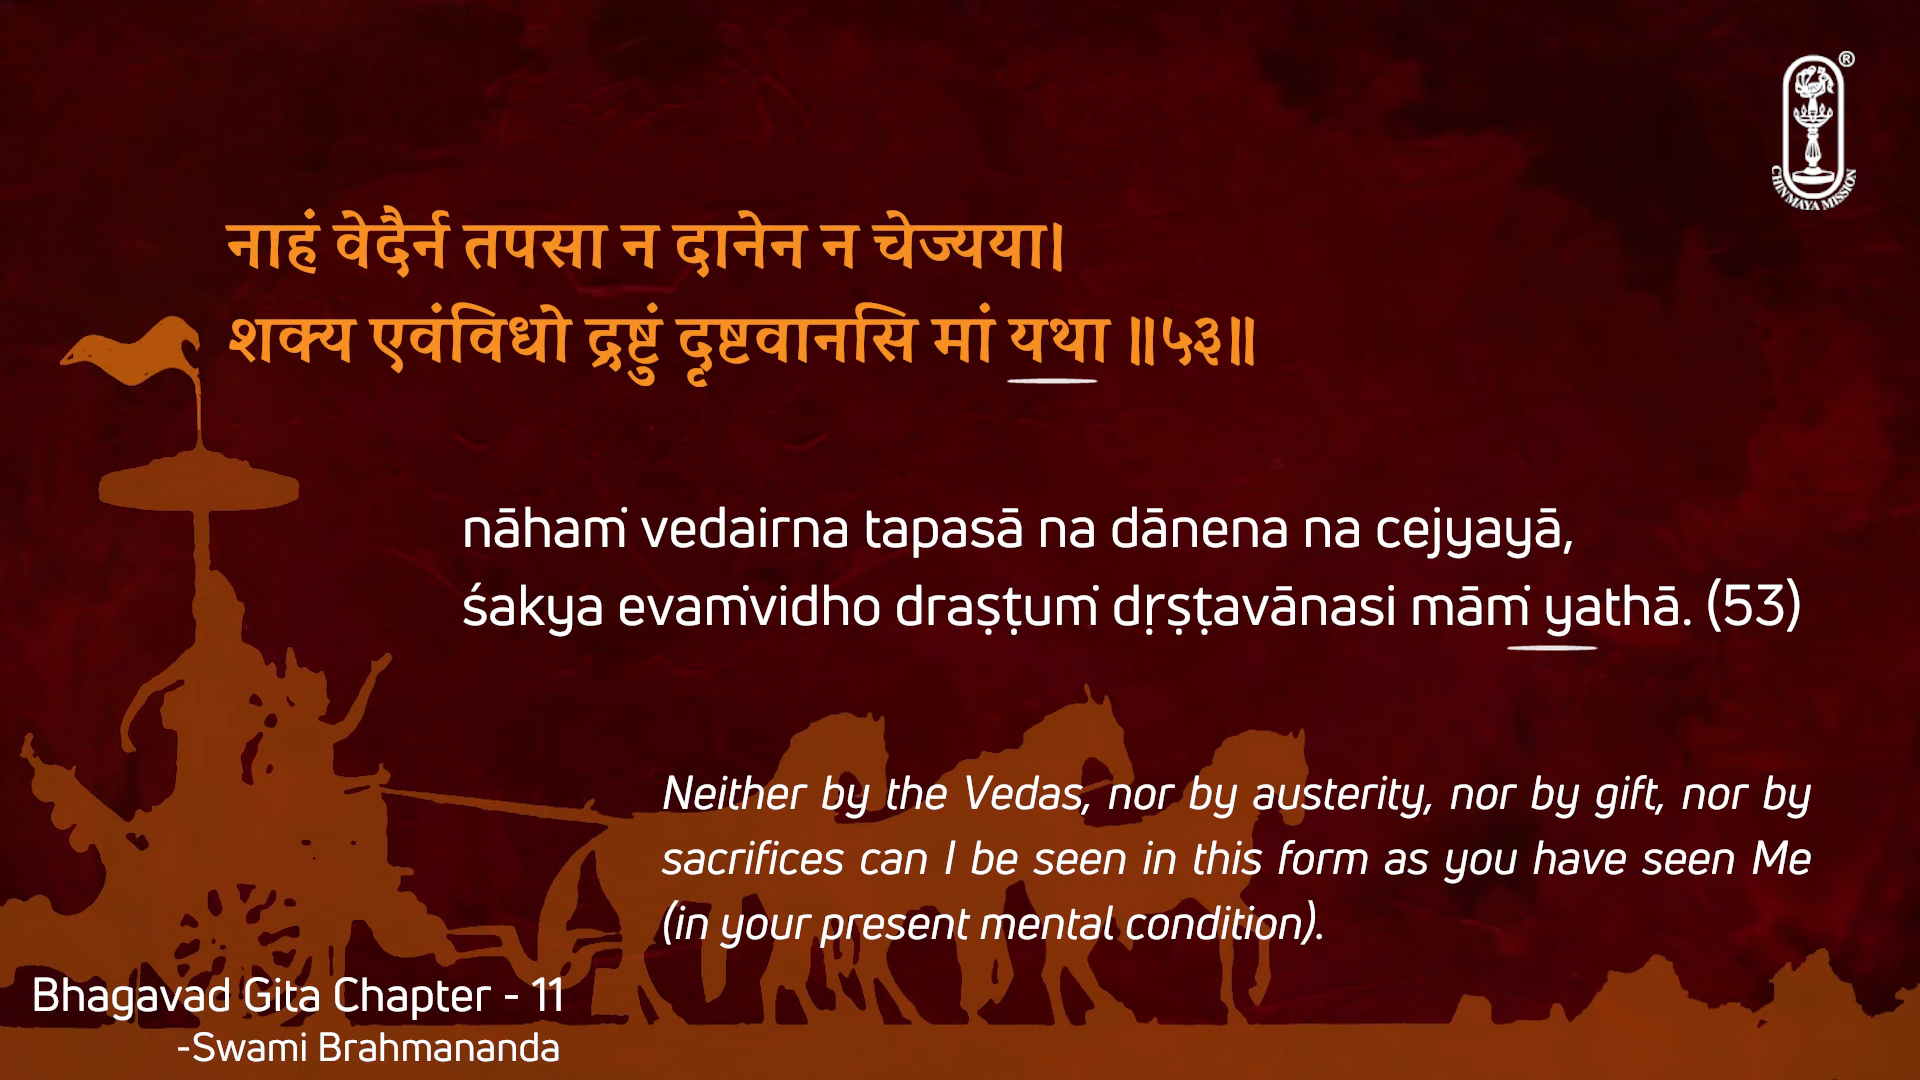 ®
CHINMAYA MISSION
नाहं वेदैर्न तपसा न दानेन न चेज्यया।
शक्य एवंविधो द्रष्टुं दृष्टवानसि मां यथा ॥५३॥
nāhaṁ vedairna tapasā na dānena na cejyayā,
śakya evaṁvidho draṣṭuṁ dṛṣṭavānasi māṁ yathā. (53)
Neither by the Vedas, nor by austerity, nor by gift, nor by
sacrifices can I be seen in this form as you have seen Me
(in your present mental condition).
Bhagavad Gita Chapter - 11
-Swami Brahmananda